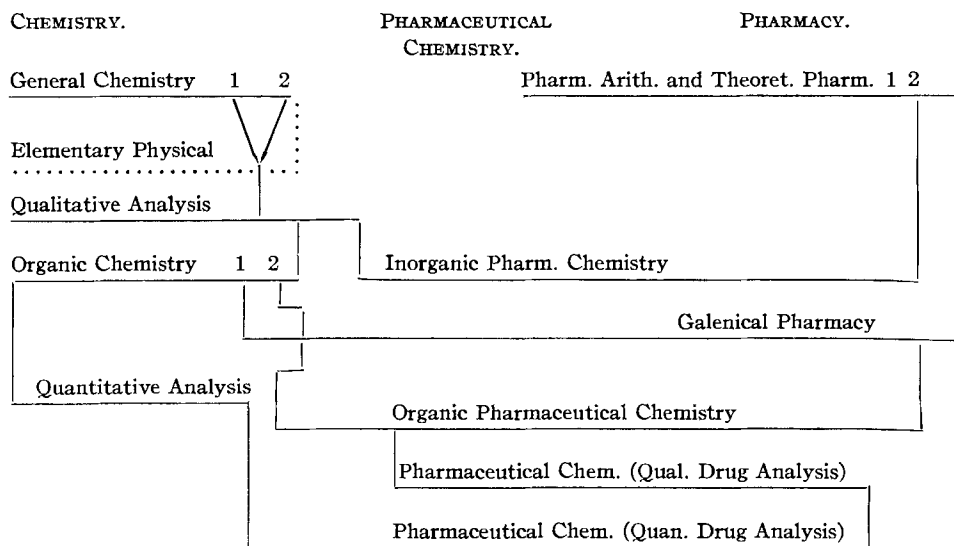 CHEMISTRY. PHARMACEUTICAL CHEMISTRY. PHARMACY.
General Chemistry 1 2 Pharm. Arith. and Theoret. Pharm. 1 2
Elementary Physical
Qualitative Analysis
Organic Chemistry 1 2 Inorganic Pharm. Chemistry
Galenical Pharmacy
Quantitative Analysis
Organic Pharmaceutical Chemistry
Pharmaceutical Chem. (Qual. Drug Analysis)
Pharmaceutical Chem. (Quan. Drug Analysis)